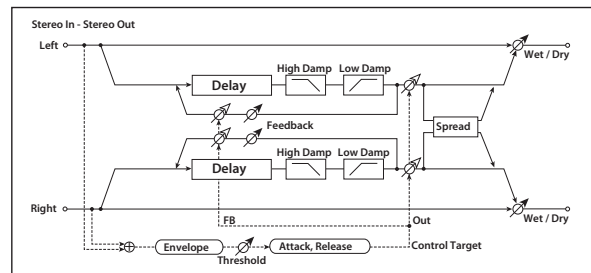 Stereo In - Stereo Out
Left
Wet / Dry
High Damp
Low Damp
Delay
Feedback
Spread
High Damp
Low Damp
Delay
Right
FB
Out
Wet / Dry
Envelope
Threshold
Attack, Release
Control Target